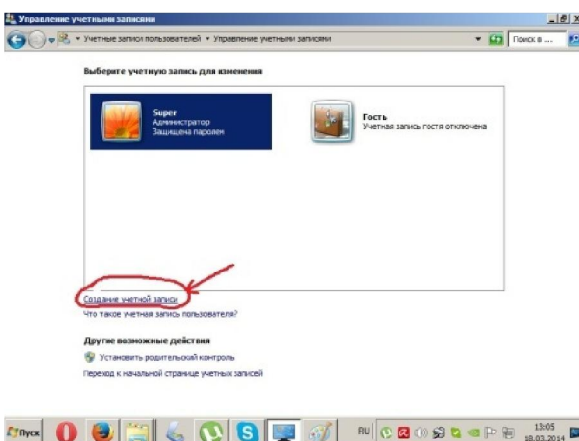 Управление учетными записями
Учетные записи пользователей
Управление учетными записями
Поиск в ...
Выберите учетную запись для изменения
Super
Администратор
Защищена паролем
Гость
Учетная запись гостя отключена
Создание учетной записи
Что такое учетная запись пользователя?
Другие возможные действия
Установить родительский контроль
Переход к начальной странице учетных записей
Пуск
RU
13:05
18.03.2014